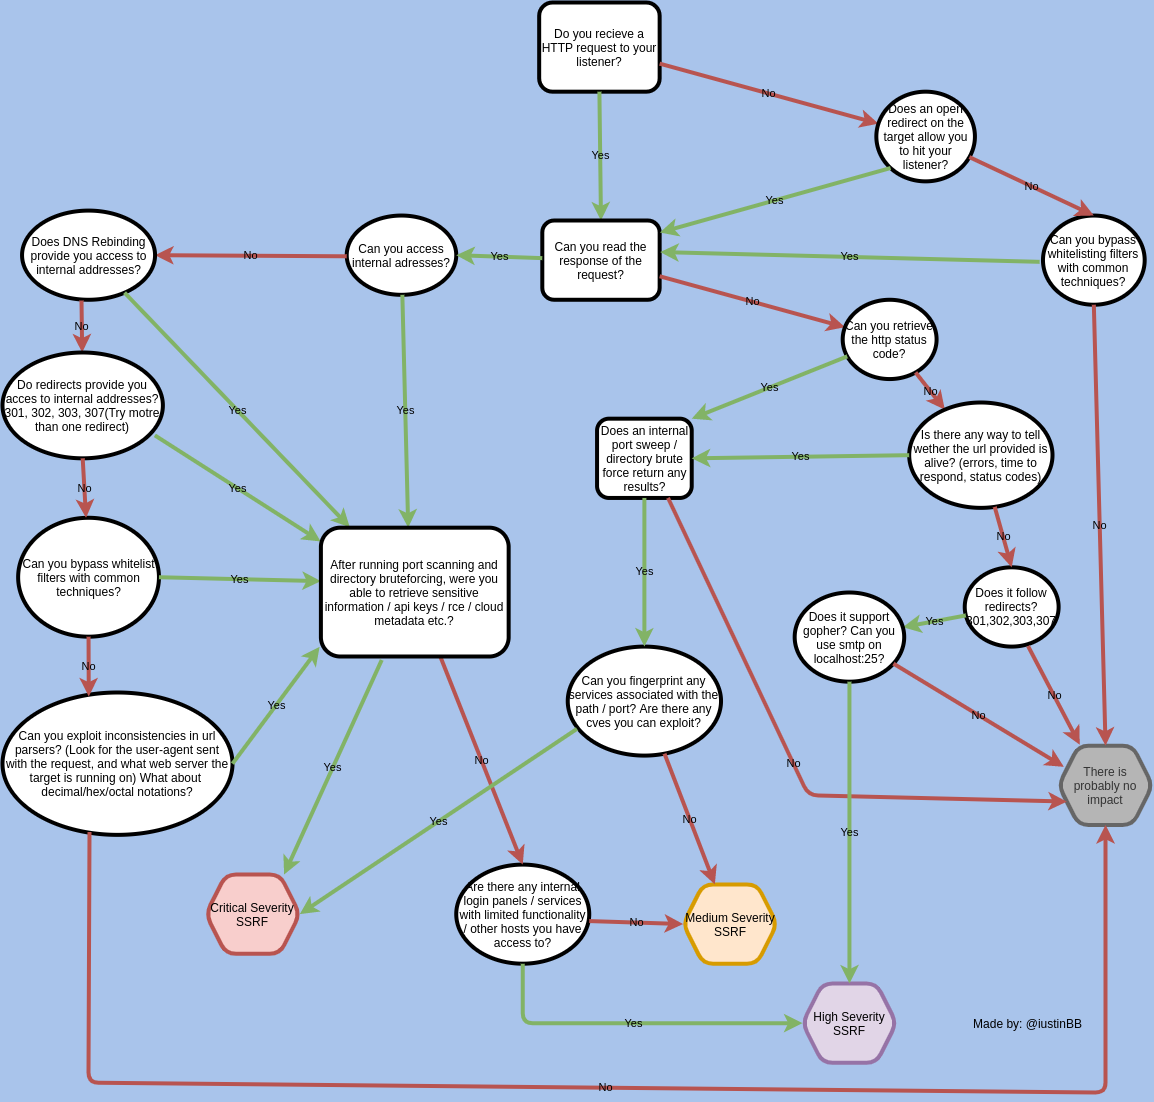 Do you recieve a
HTTP request to your
listener?
No
Does an open
redirect on the
target allow you
to hit your
listener?
Yes
No
Yes
Does DNS Rebinding
provide you access to
internal addresses?
No
Can you access
internal adresses?
Yes
Can you read the
response of the
request?
Yes
Can you bypass
whitelisting filters
with common
techniques?
No
No
Can you retrieve
the http status
code?
Yes
No
Do redirects provide you
acces to internal addresses?
301, 302, 303, 307(Try motre
than one redirect)
Yes
Yes
Does an internal
port sweep /
directory brute
force return any
results?
Yes
Is there any way to tell
wether the url provided is
alive? (errors, time to
respond, status codes)
No
Yes
No
No
Can you bypass whitelist
filters with common
techniques?
Yes
After running port scanning and
directory bruteforcing, were you
able to retrieve sensitive
information / api keys / rce / cloud
metadata etc.?
Yes
Does it support
gopher? Can you
use smtp on
localhost:25?
Yes
Does it follow
redirects?
301,302,303,307
No
Can you fingerprint any
services associated with the
path / port? Are there any
cves you can exploit?
No
No
Yes
Can you exploit inconsistencies in url
parsers? (Look for the user-agent sent
with the request, and what web server the
target is running on) What about
decimal/hex/octal notations?
Yes
No
No
There is
probably no
impact
Yes
No
Yes
Critical Severity
SSRF
Are there any internal
login panels / services
with limited functionality
/ other hosts you have
access to?
No
Medium Severity
SSRF
Yes
High Severity
SSRF
Made by: @iustinBB
No